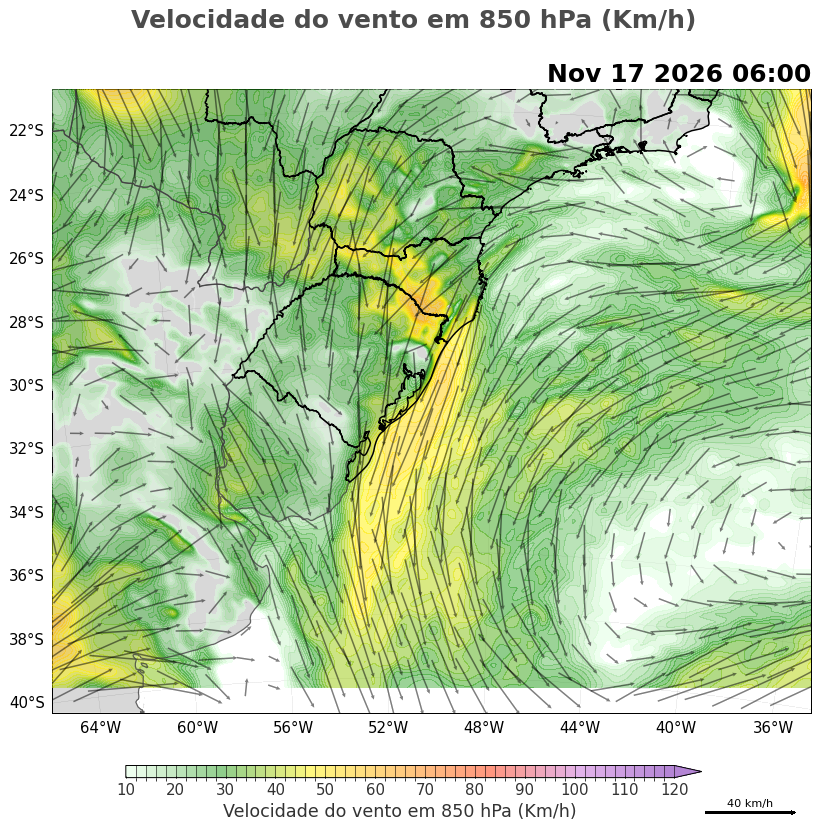 Velocidade do vento em 850 hPa (Km/h)
Nov 17 2026 06:00
22°S
24°S
26°S
28°S
30°S
32°S
34°S
36°S
38°S
40°S
64°W 60°W 56°W 52°W 48°W 44°W 40°W 36°W
10 20 30 40 50 60 70 80 90 100 110 120
Velocidade do vento em 850 hPa (Km/h)
40 km/h